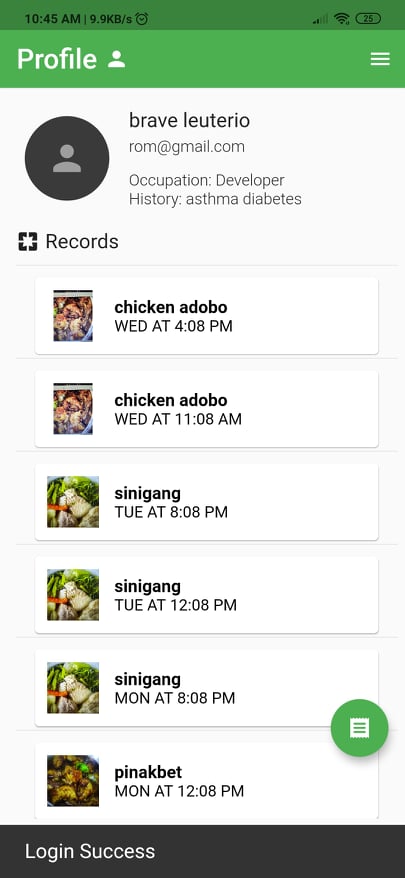 10:45 AM | 9.9KB/s
25
Profile
brave leuterio
rom@gmail.com
Occupation: Developer
History: asthma diabetes
Records
chicken adobo
WED AT 4:08 PM
chicken adobo
WED AT 11:08 AM
sinigang
TUE AT 8:08 PM
sinigang
TUE AT 12:08 PM
sinigang
MON AT 8:08 PM
pinakbet
MON AT 12:08 PM
Login Success